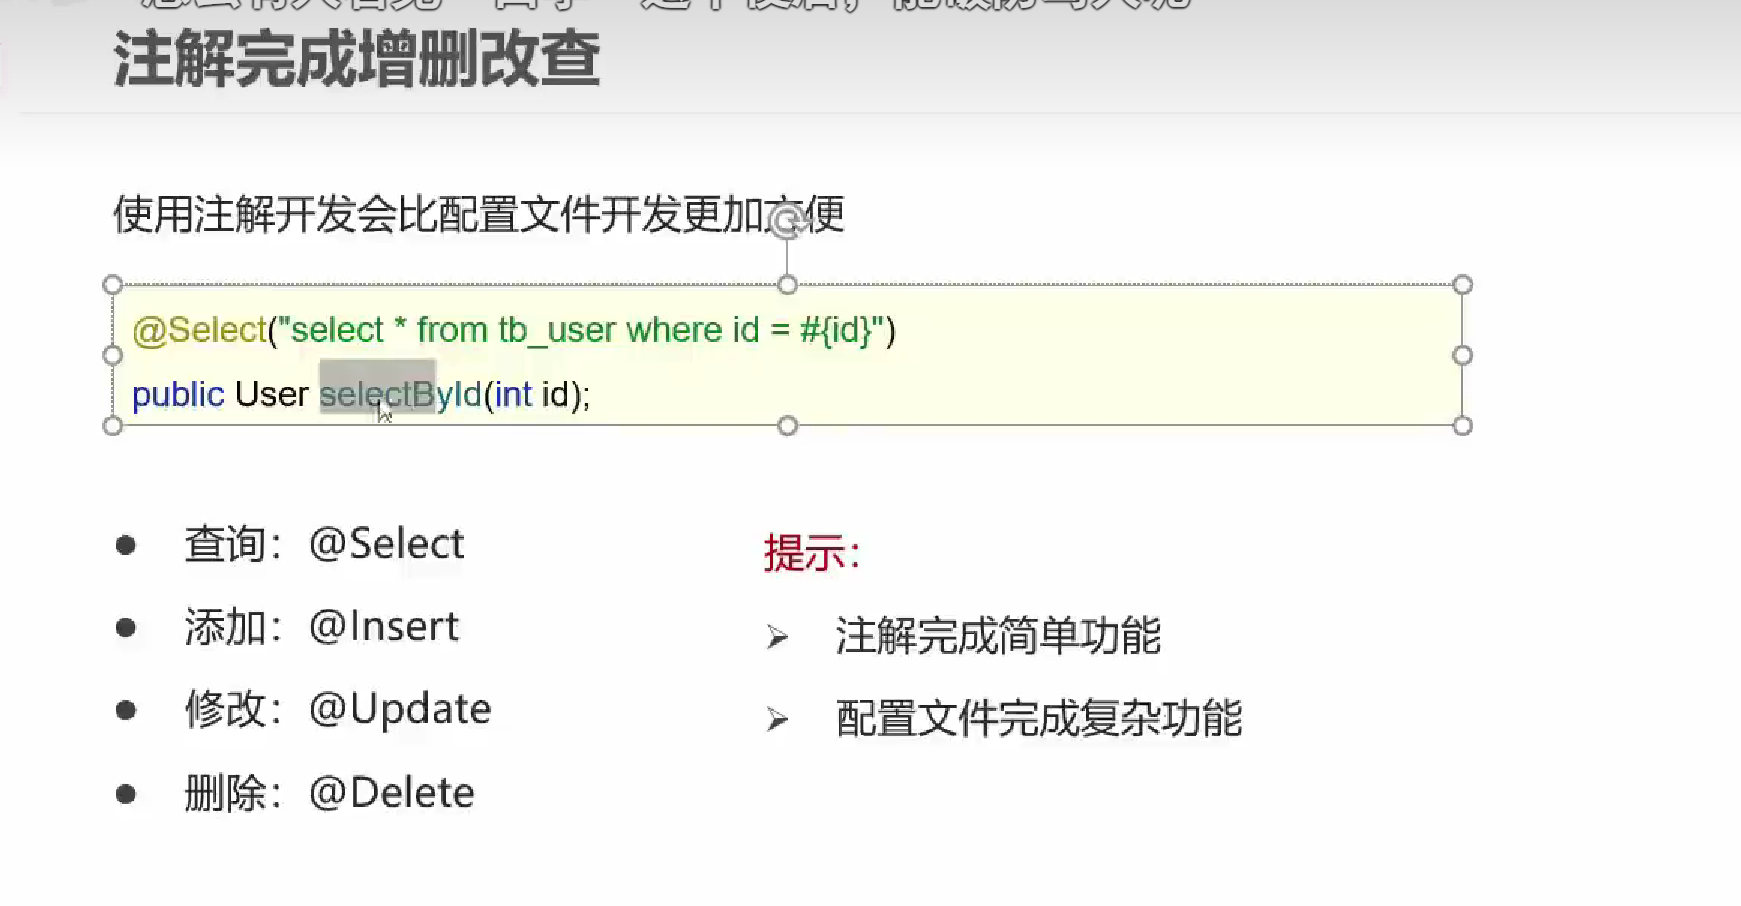 注解完成增删改查
使用注解开发会比配置文件开发更加方便
@Select("select * from tb_user where id = #{id}")
public User selectById(int id);
● 查询：@Select
● 添加：@Insert
● 修改：@Update
● 删除：@Delete
提示：
➢ 注解完成简单功能
➢ 配置文件完成复杂功能